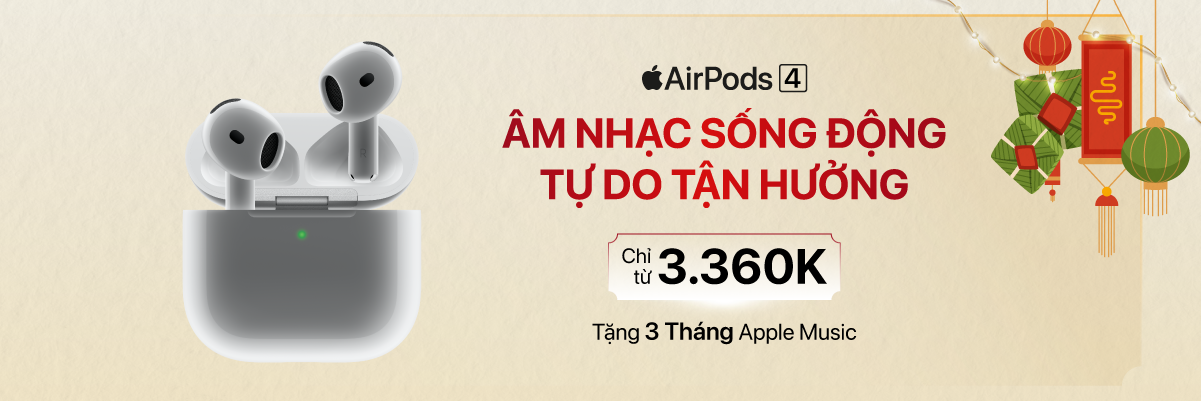 AirPods 4
ÂM NHẠC SỐNG ĐỘNG
TỰ DO TẬN HƯỞNG
Chỉ từ 3.360K
Tặng 3 Tháng Apple Music